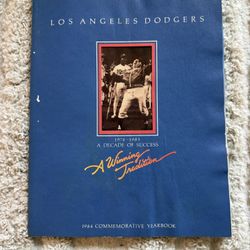 LOS ANGELES DODGERS
1974-1983
A DECADE OF SUCCESS
A Winning
Tradition
1984 COMMEMORATIVE YEARBOOK